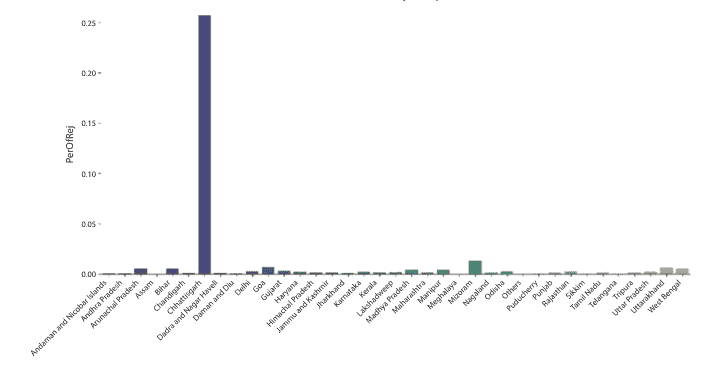 0.25
0.20
0.15
0.10
0.05
0.00
PerOfRej
Andaman and Nicobar Islands
Andhra Pradesh
Arunachal Pradesh
Assam
Bihar
Chandigarh
Chhattisgarh
Dadra and Nagar Haveli
Daman and Diu
Delhi
Goa
Gujarat
Haryana
Himachal Pradesh
Jammu and Kashmir
Jharkhand
Karnataka
Kerala
Lakshadweep
Madhya Pradesh
Maharashtra
Manipur
Meghalaya
Mizoram
Nagaland
Odisha
Others
Puducherry
Punjab
Rajasthan
Sikkim
Tamil Nadu
Telangana
Tripura
Uttar Pradesh
Uttarakhand
West Bengal